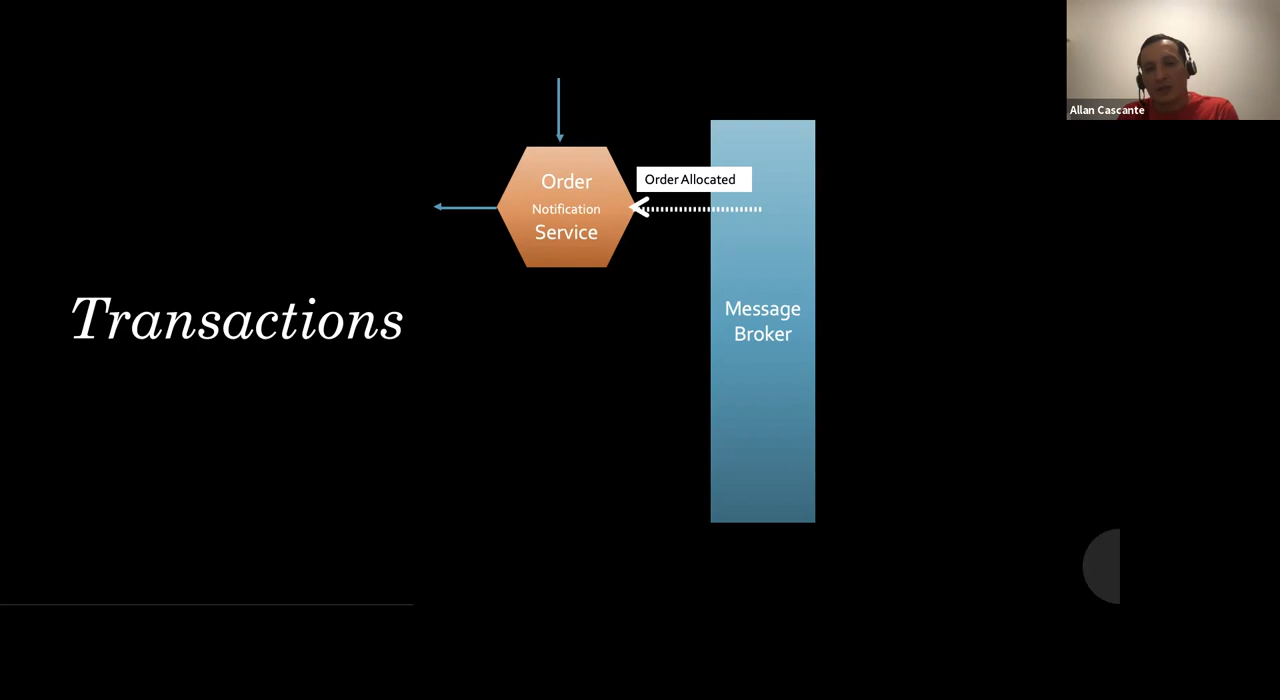 Allan Cascante
Order
Notification
Service
Order Allocated
Message
Broker
Transactions